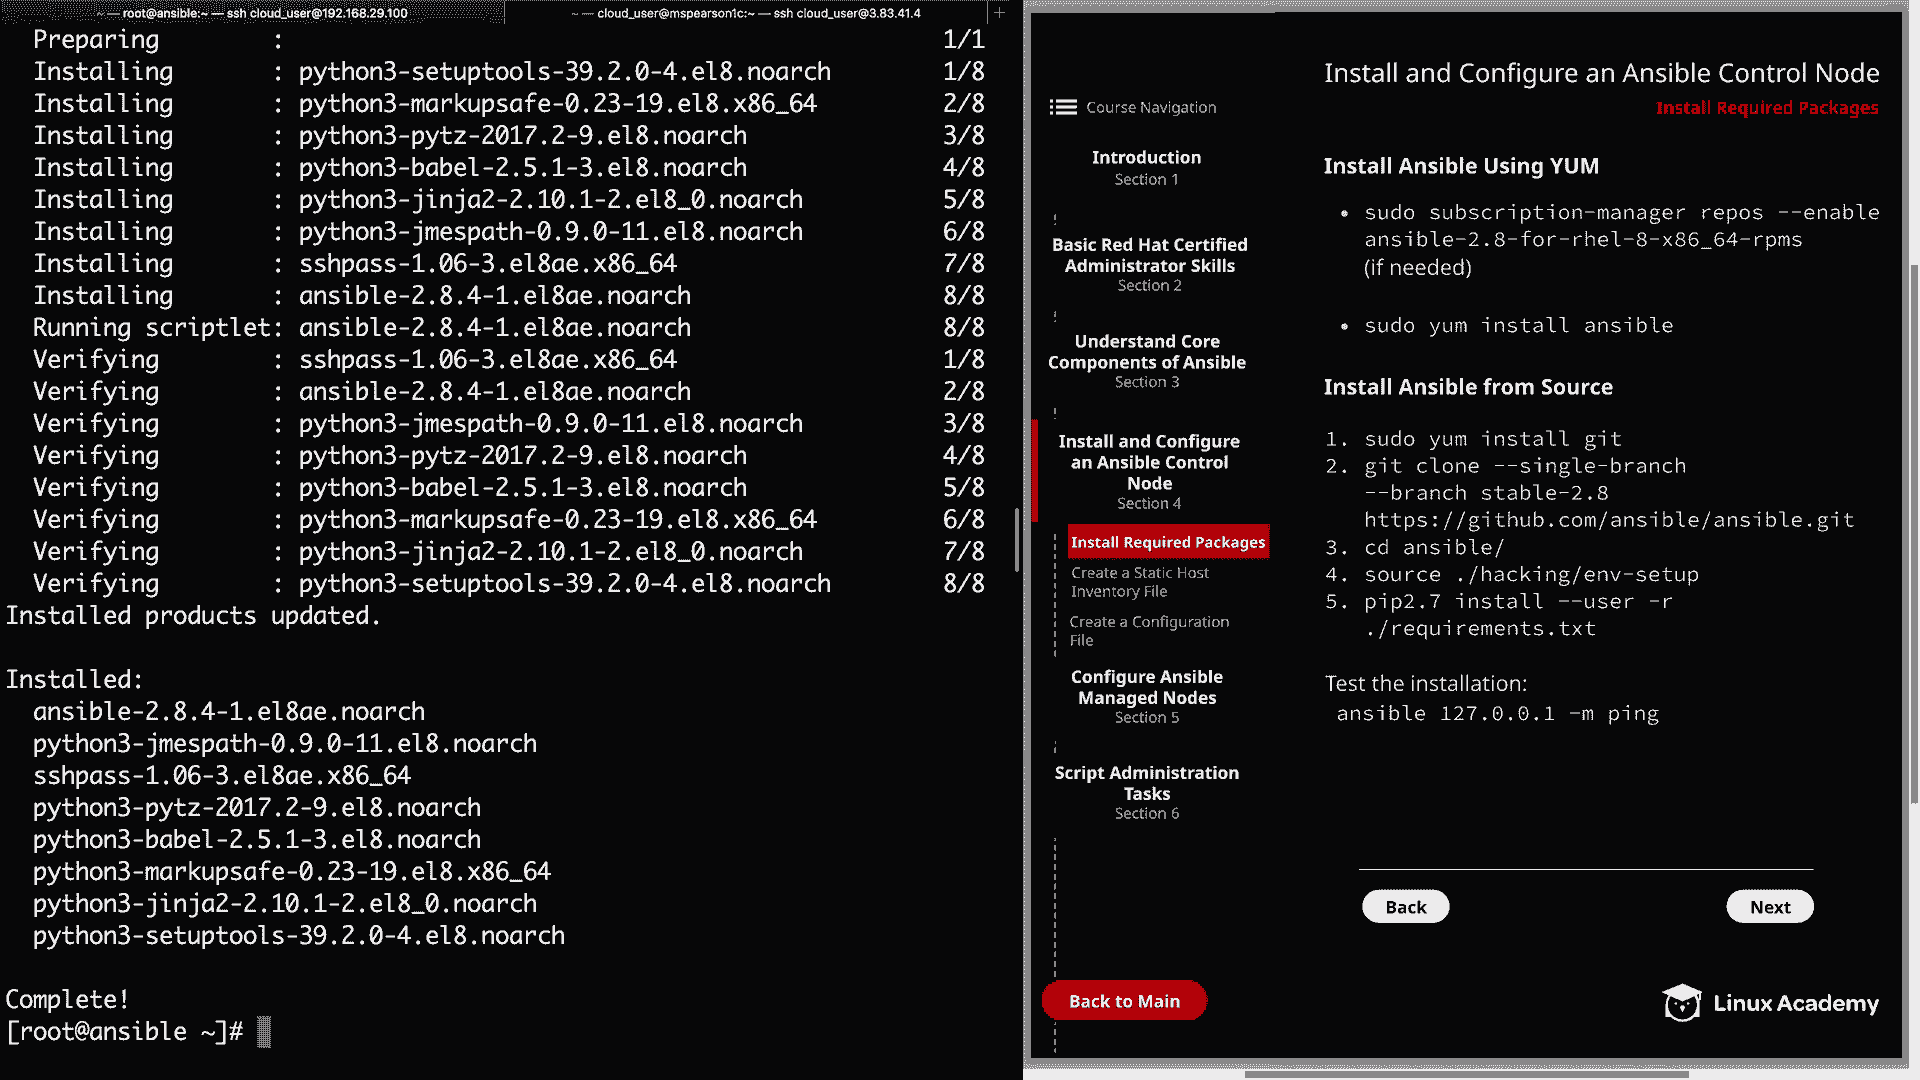 ~ — root@ansible:~ — ssh cloud_user@192.168.29.100
~ — cloud_user@mspearson1c:~ — ssh cloud_user@3.83.41.4
+
Preparing : 1/1
Installing : python3-setuptools-39.2.0-4.el8.noarch 1/8
Installing : python3-markupsafe-0.23-19.el8.x86_64 2/8
Installing : python3-pytz-2017.2-9.el8.noarch 3/8
Installing : python3-babel-2.5.1-3.el8.noarch 4/8
Installing : python3-jinja2-2.10.1-2.el8_0.noarch 5/8
Installing : python3-jmespath-0.9.0-11.el8.noarch 6/8
Installing : sshpass-1.06-3.el8ae.x86_64 7/8
Installing : ansible-2.8.4-1.el8ae.noarch 8/8
Running scriptlet: ansible-2.8.4-1.el8ae.noarch 8/8
Verifying : sshpass-1.06-3.el8ae.x86_64 1/8
Verifying : ansible-2.8.4-1.el8ae.noarch 2/8
Verifying : python3-jmespath-0.9.0-11.el8.noarch 3/8
Verifying : python3-pytz-2017.2-9.el8.noarch 4/8
Verifying : python3-babel-2.5.1-3.el8.noarch 5/8
Verifying : python3-markupsafe-0.23-19.el8.x86_64 6/8
Verifying : python3-jinja2-2.10.1-2.el8_0.noarch 7/8
Verifying : python3-setuptools-39.2.0-4.el8.noarch 8/8
Installed products updated.
Installed:
ansible-2.8.4-1.el8ae.noarch
python3-jmespath-0.9.0-11.el8.noarch
sshpass-1.06-3.el8ae.x86_64
python3-pytz-2017.2-9.el8.noarch
python3-babel-2.5.1-3.el8.noarch
python3-markupsafe-0.23-19.el8.x86_64
python3-jinja2-2.10.1-2.el8_0.noarch
python3-setuptools-39.2.0-4.el8.noarch
Complete!
[root@ansible ~]#
Course Navigation
Introduction
Section 1
Basic Red Hat Certified
Administrator Skills
Section 2
Understand Core
Components of Ansible
Section 3
Install and Configure
an Ansible Control
Node
Section 4
Install Required Packages
Create a Static Host
Inventory File
Create a Configuration
File
Configure Ansible
Managed Nodes
Section 5
Script Administration
Tasks
Section 6
Back to Main
Install and Configure an Ansible Control Node
Install Required Packages
Install Ansible Using YUM
• sudo subscription-manager repos --enable
ansible-2.8-for-rhel-8-x86_64-rpms
(if needed)
• sudo yum install ansible
Install Ansible from Source
1. sudo yum install git
2. git clone --single-branch
--branch stable-2.8
https://github.com/ansible/ansible.git
3. cd ansible/
4. source ./hacking/env-setup
5. pip2.7 install --user -r
./requirements.txt
Test the installation:
ansible 127.0.0.1 -m ping
Back
Next
Linux Academy